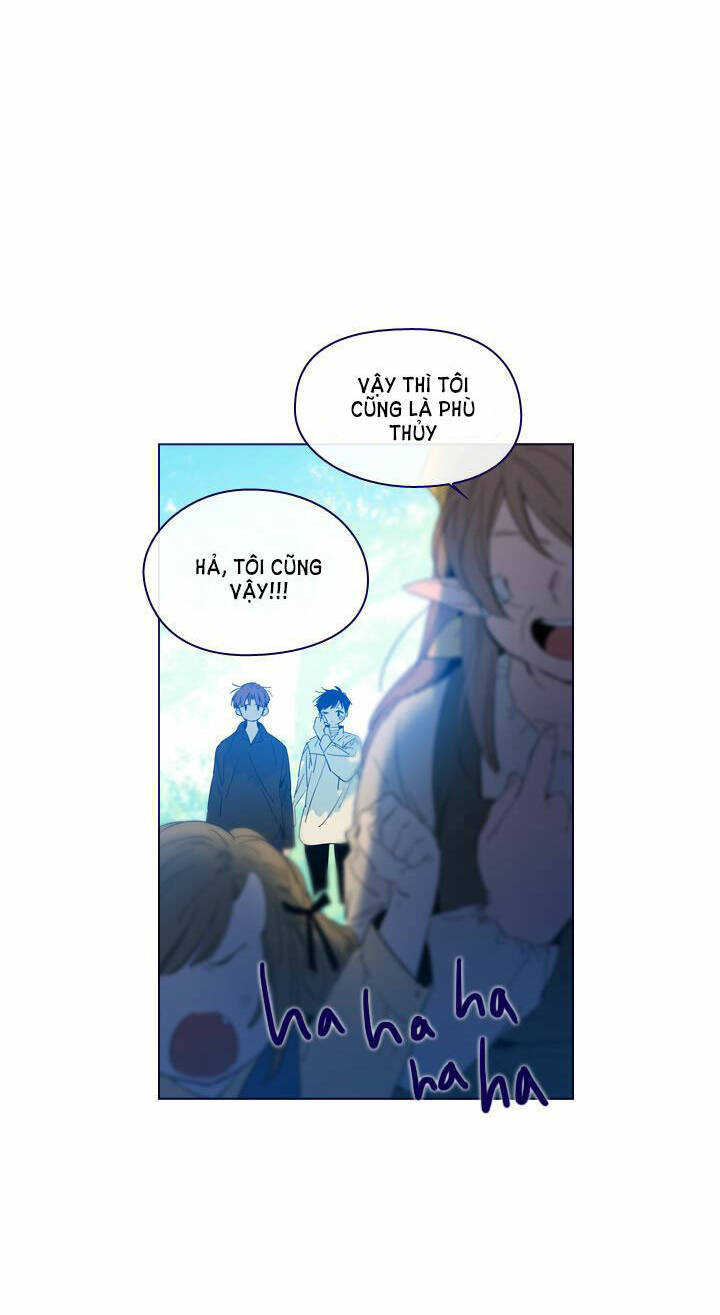 VẬY THÌ TÔI
CŨNG LÀ PHÙ
THỦY
HẢ, TÔI CŨNG
VẬY!!!
ha ha ha
ha ha